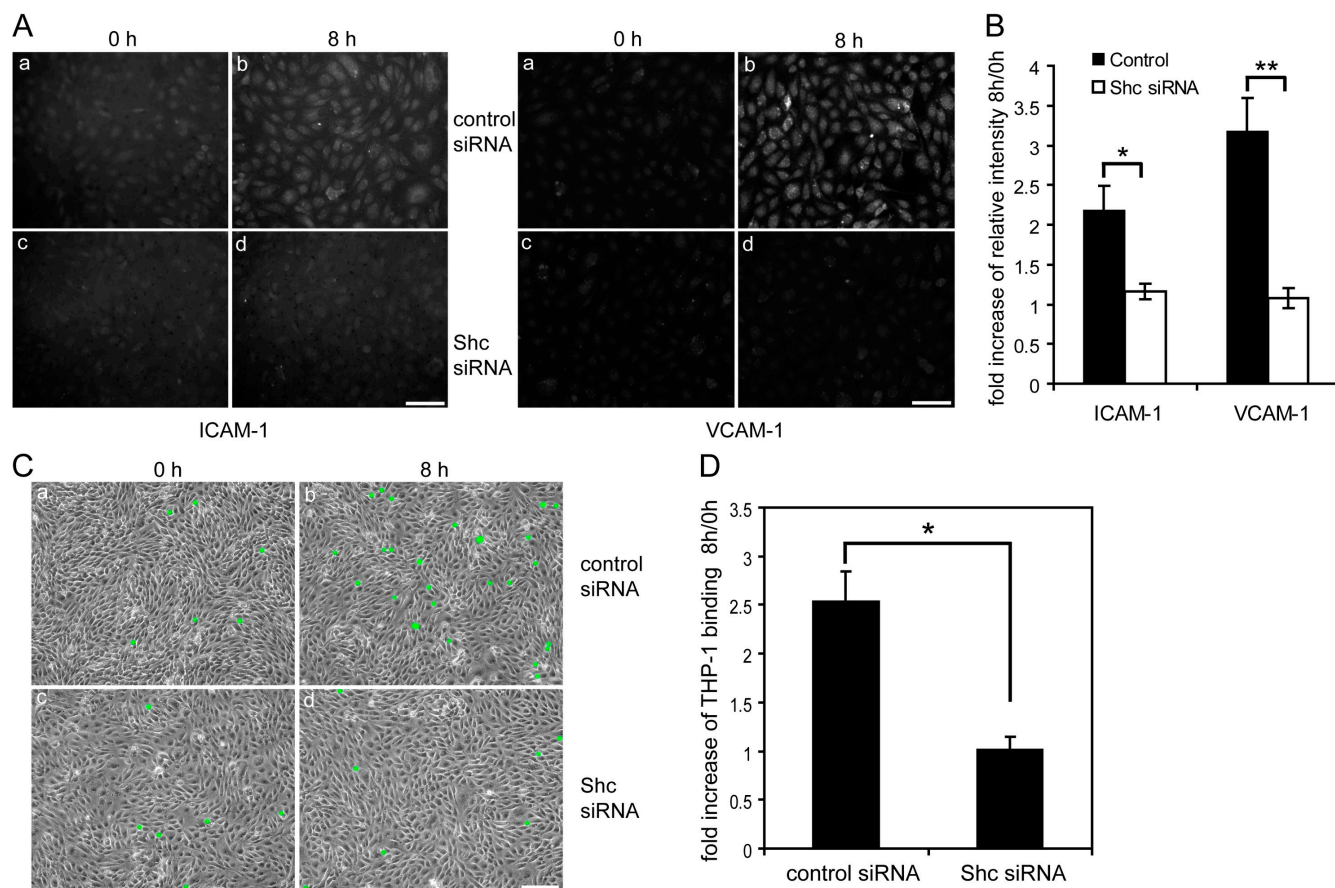 A
0 h
8 h
a
b
c
d
control
siRNA
Shc
siRNA
ICAM-1
0 h
8 h
a
b
c
d
VCAM-1
B
Control
Shc siRNA
fold increase of relative intensity 8h/0h
4
3.5
3
2.5
2
1.5
1
0.5
0
*
**
ICAM-1
VCAM-1
C
0 h
8 h
a
b
c
d
control
siRNA
Shc
siRNA
D
fold increase of THP-1 binding 8h/0h
3.5
3
2.5
2
1.5
1
0.5
0
*
control siRNA
Shc siRNA